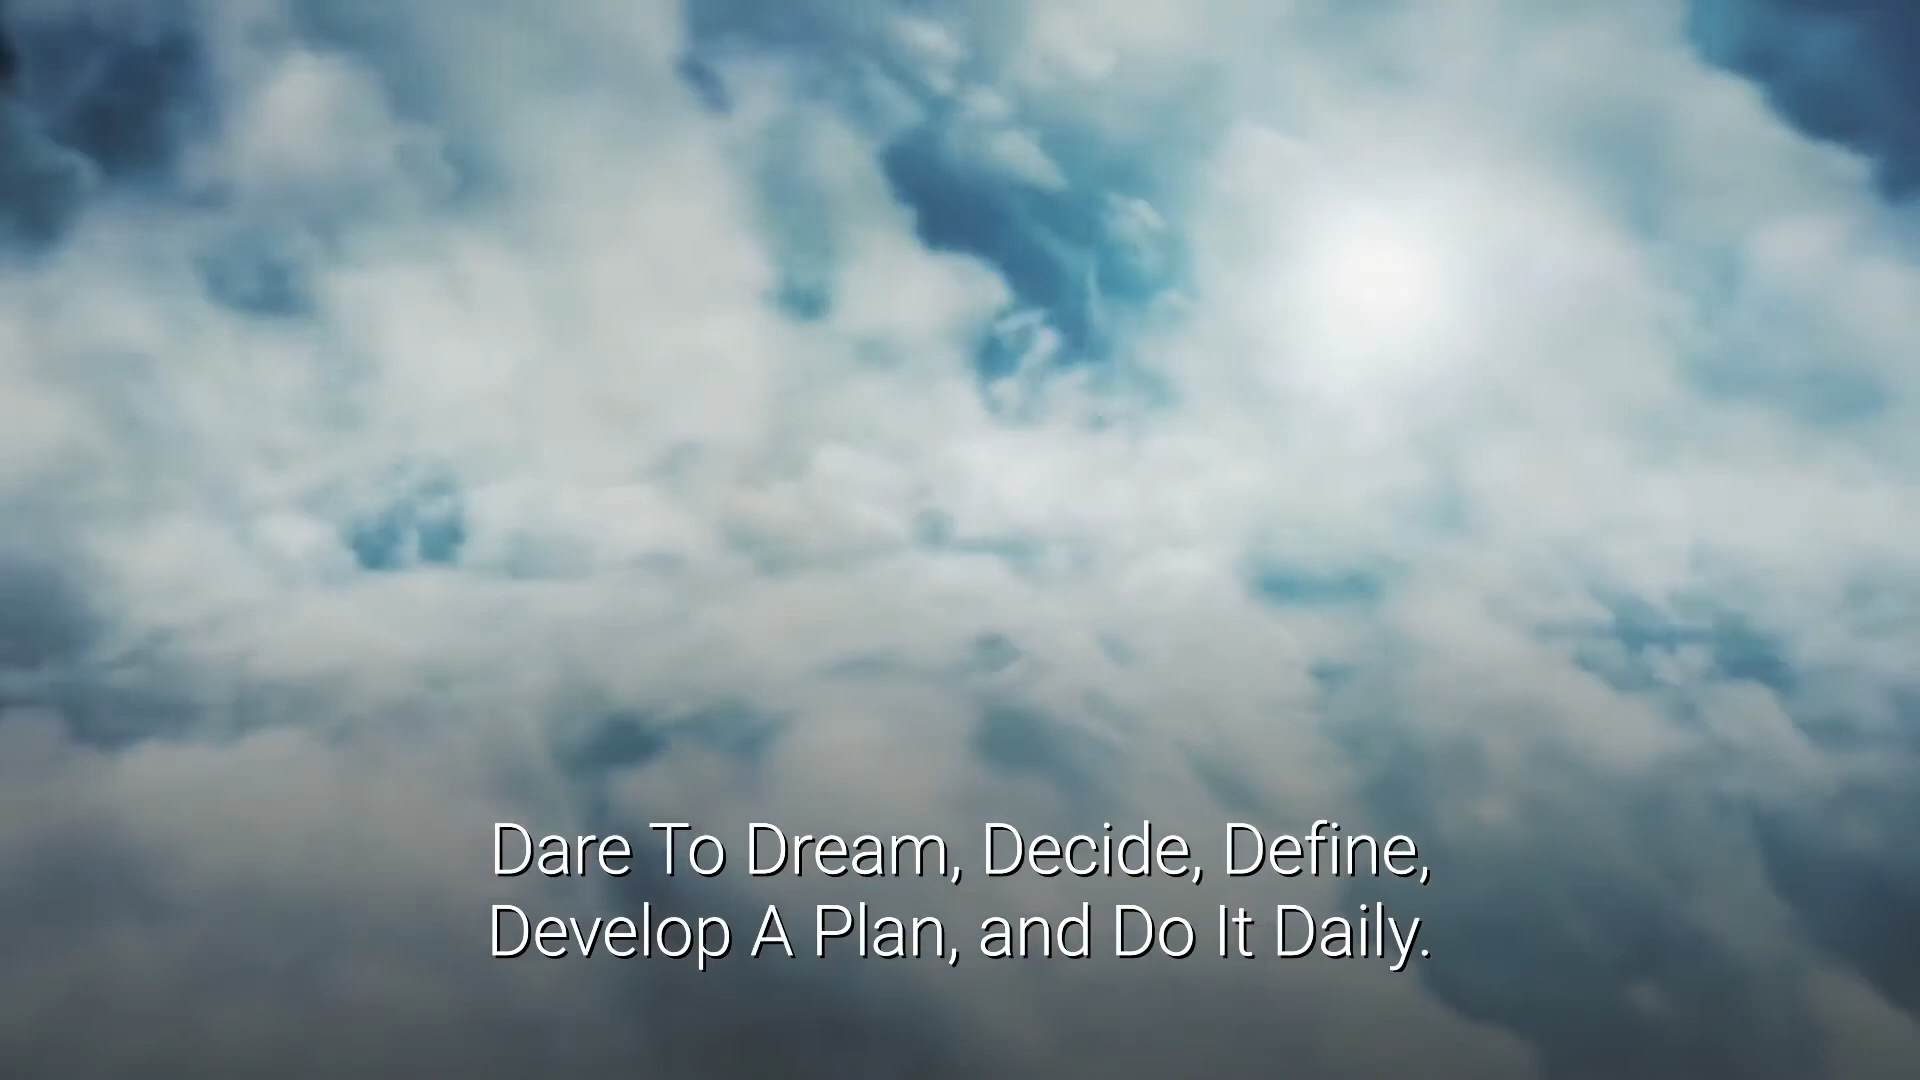 Dare To Dream, Decide, Define,
Develop A Plan, and Do It Daily.